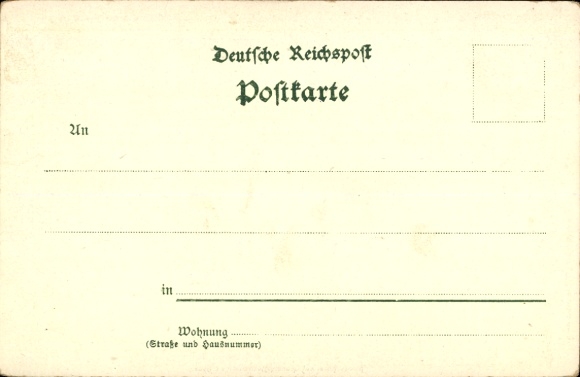 Deutsche Reichspost
Postkarte
An
in
Wohnung
(Straße und Hausnummer)